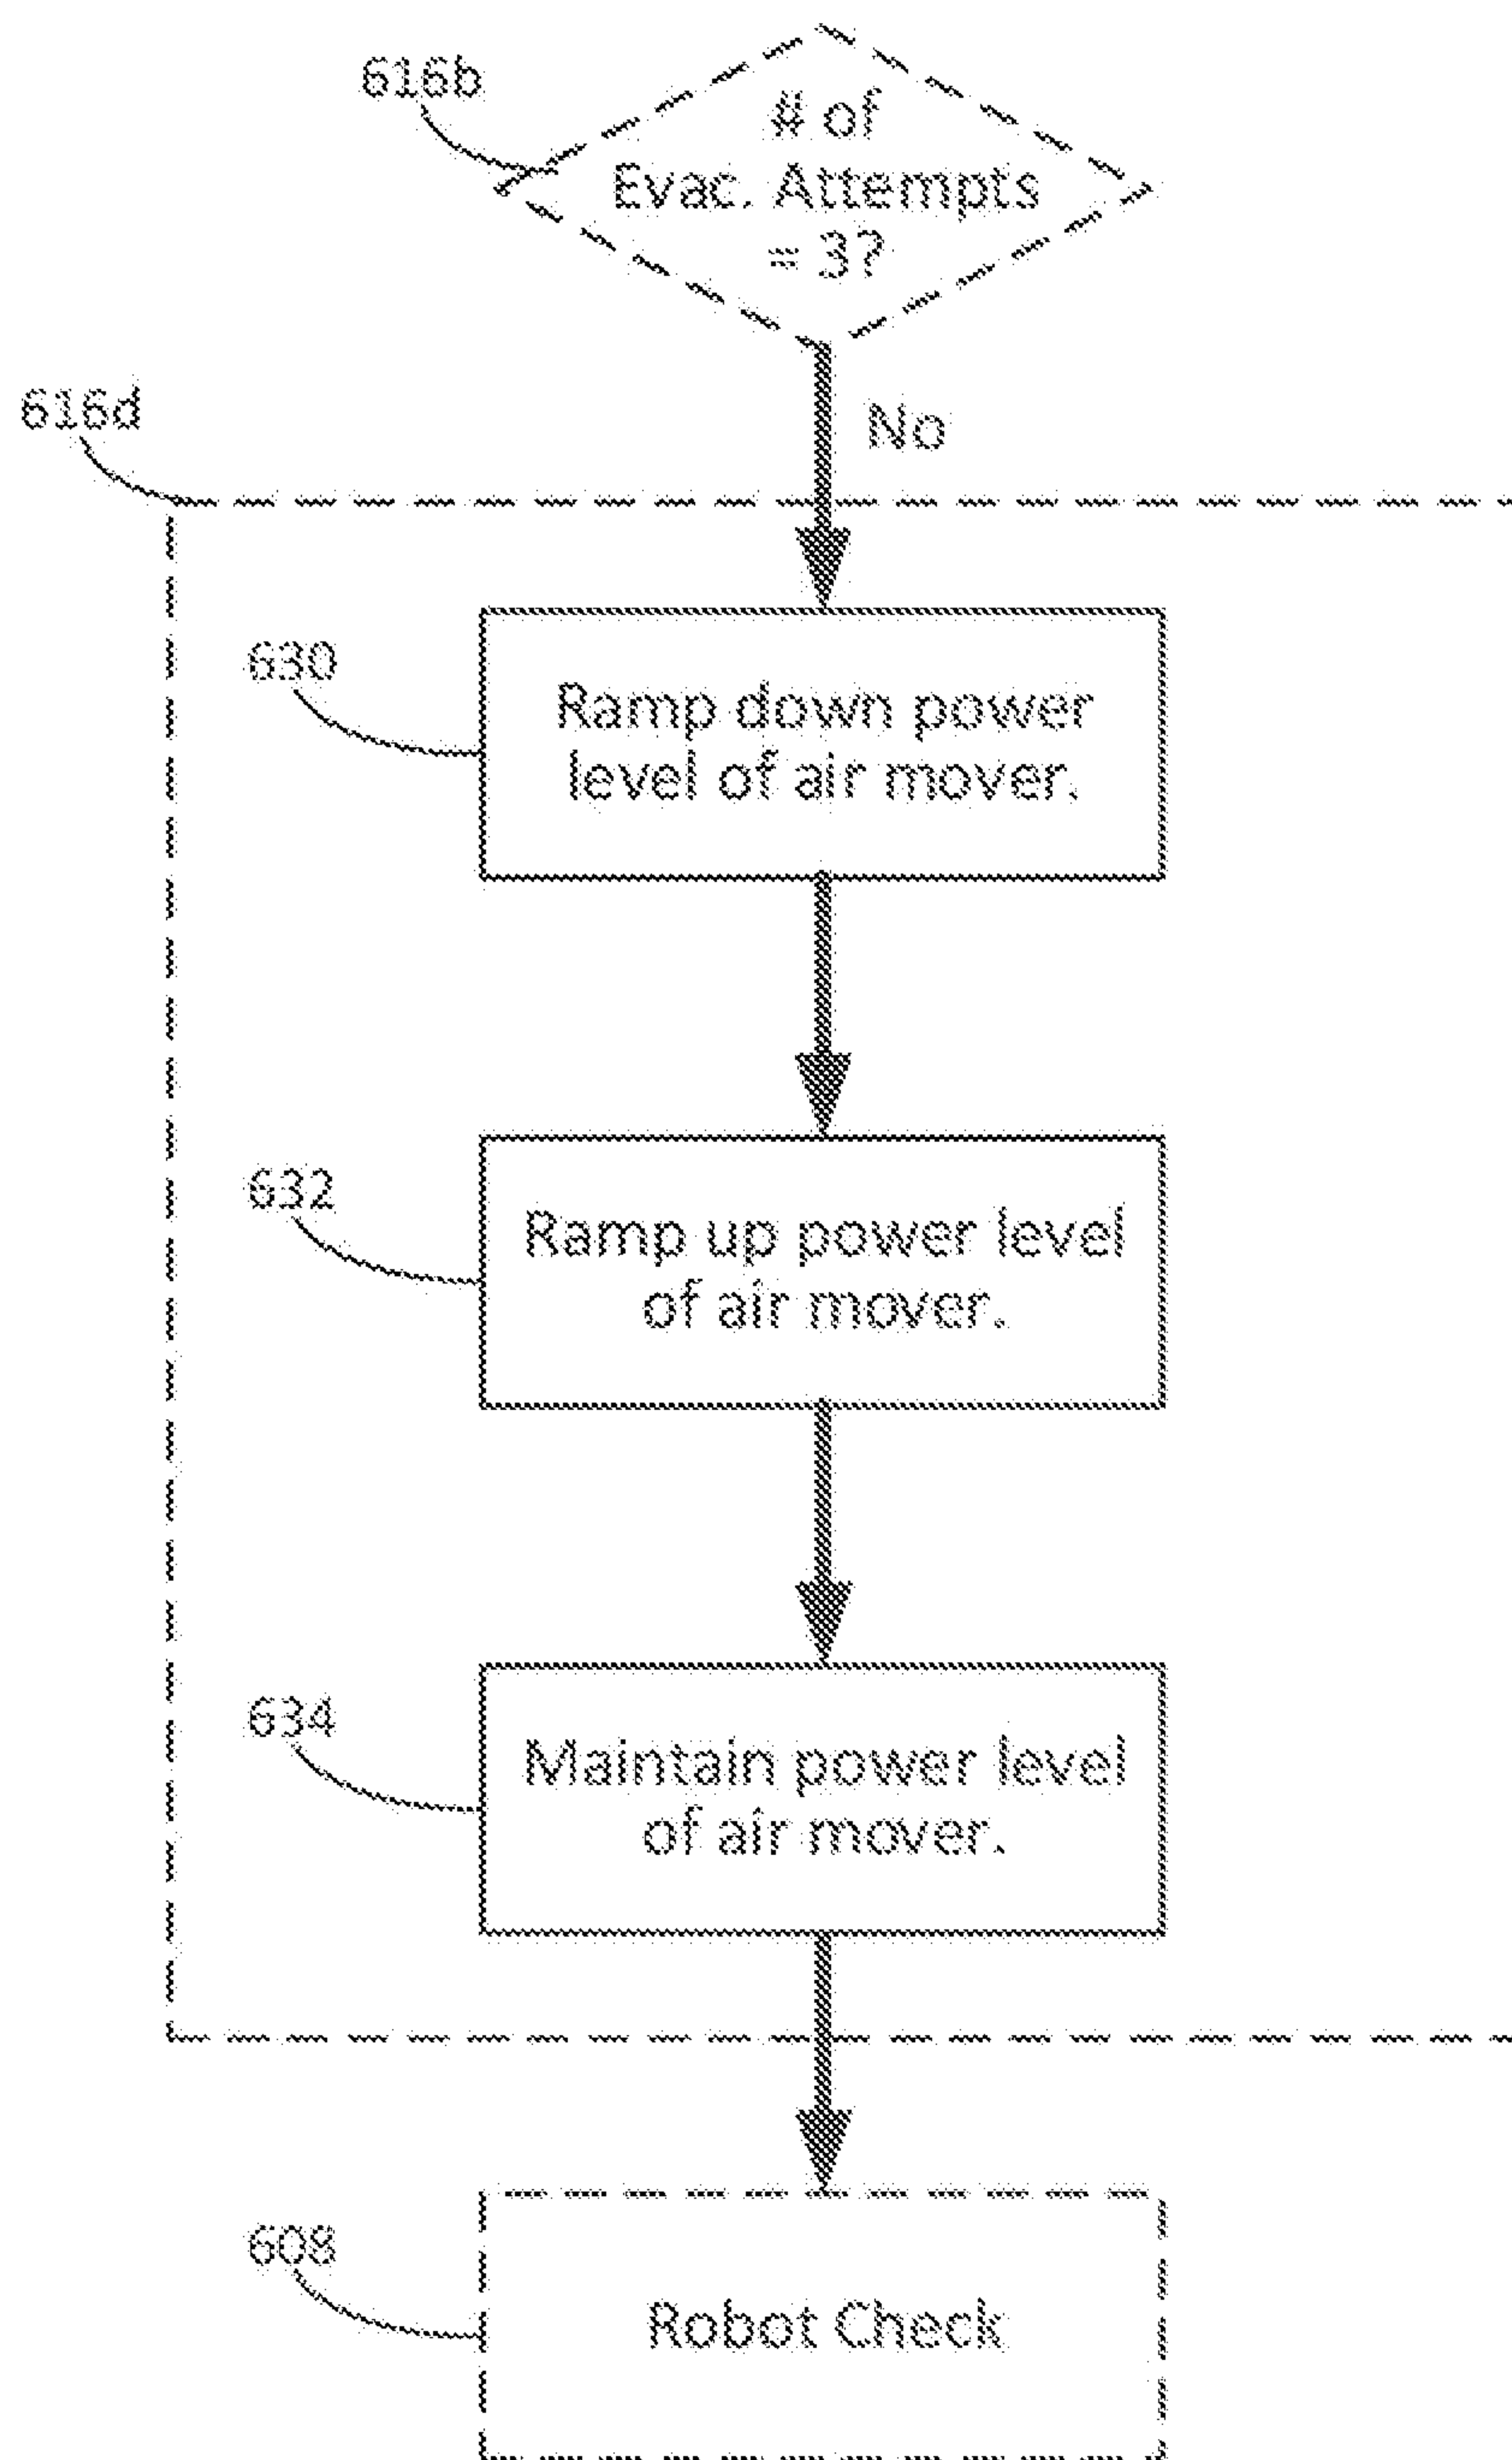 616b
# of
Evac. Attempts
= 3?
616d
No
630
Ramp down power
level of air mover.
632
Ramp up power level
of air mover.
634
Maintain power level
of air mover.
608
Robot Check